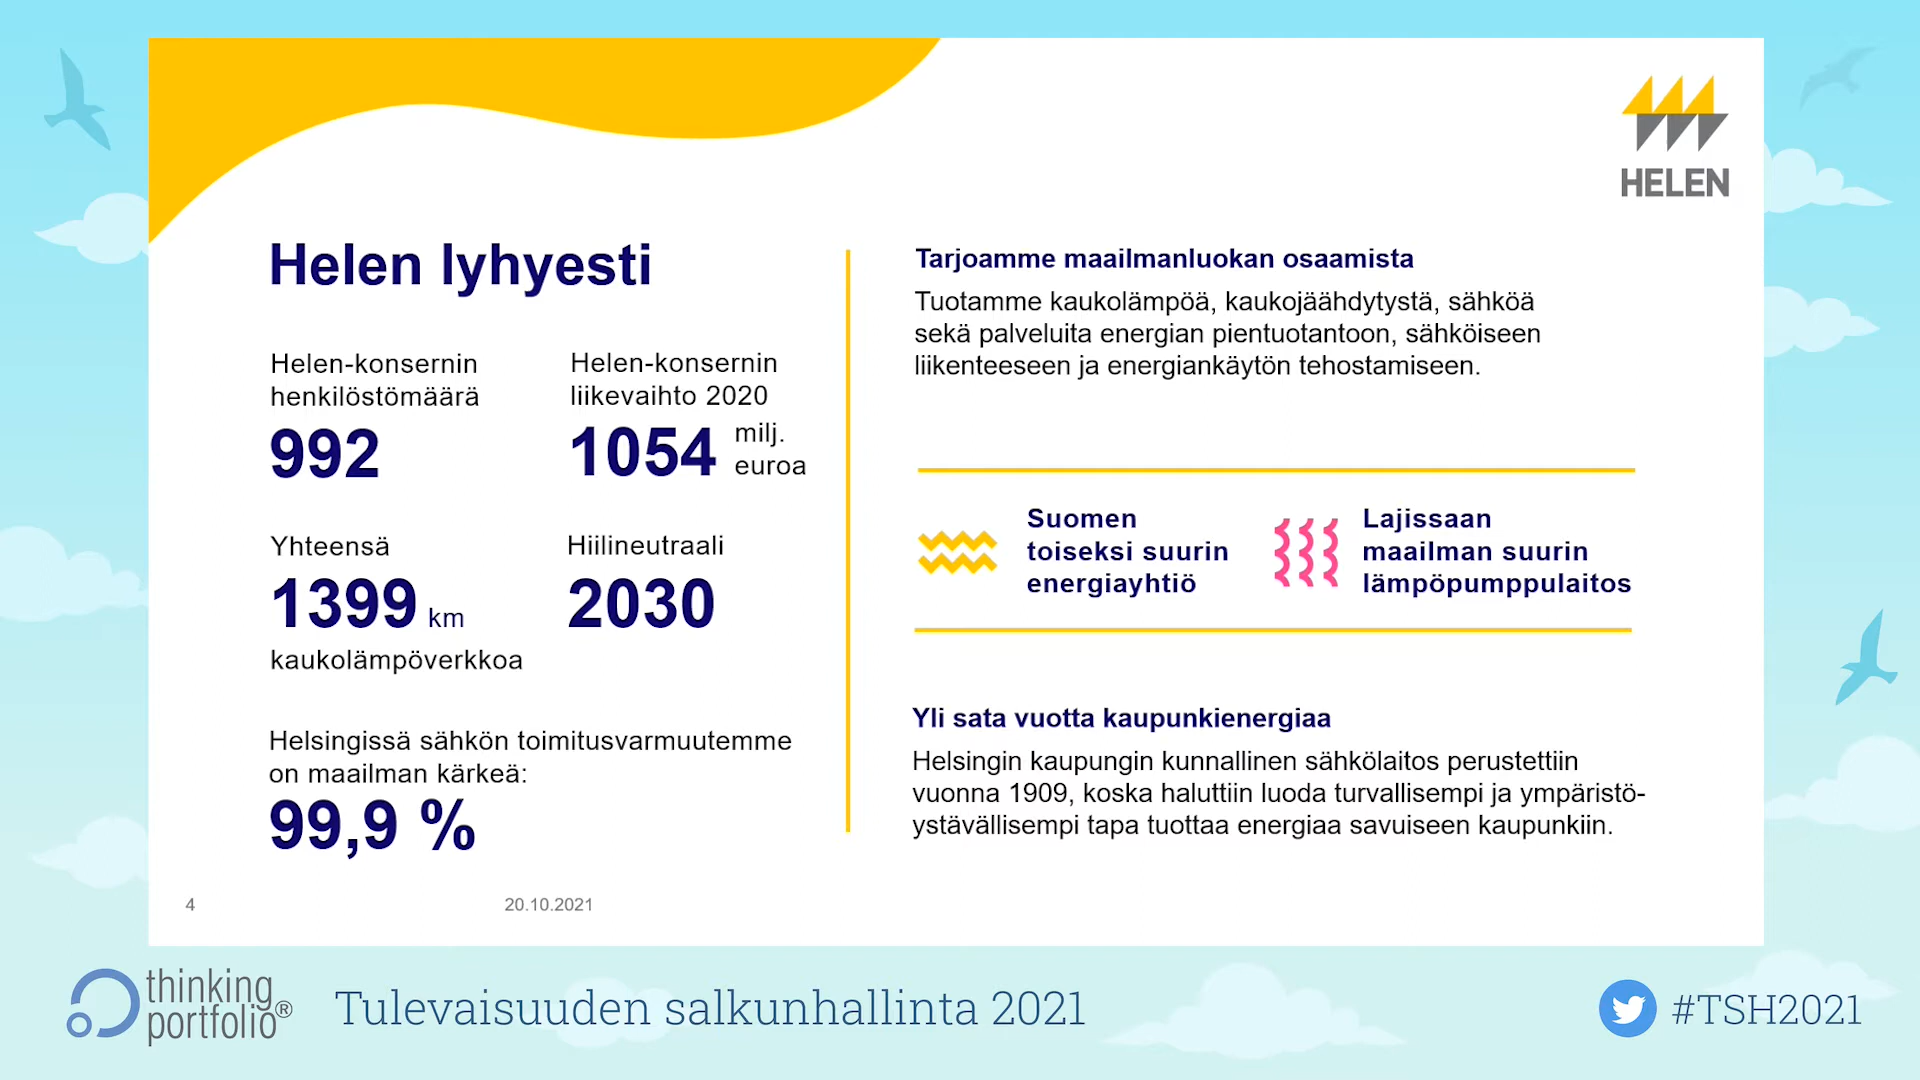 HELEN
Helen lyhyesti
Helen-konsernin
henkilöstömäärä
992
Helen-konsernin
liikevaihto 2020
1054 milj.
euroa
Yhteensä
1399 km
kaukolämpöverkkoa
Hiilineutraali
2030
Helsingissä sähkön toimitusvarmuutemme
on maailman kärkeä:
99,9 %
Tarjoamme maailmanluokan osaamista
Tuotamme kaukolämpöä, kaukojäähdytystä, sähköä
sekä palveluita energian pientuotantoon, sähköiseen
liikenteeseen ja energiankäytön tehostamiseen.
Suomen
toiseksi suurin
energiayhtiö
Lajissaan
maailman suurin
lämpöpumppulaitos
Yli sata vuotta kaupunkienergiaa
Helsingin kaupungin kunnallinen sähkölaitos perustettiin
vuonna 1909, koska haluttiin luoda turvallisempi ja ympäristö-
ystävällisempi tapa tuottaa energiaa savuiseen kaupunkiin.
4
20.10.2021
thinking
portfolio®
Tulevaisuuden salkunhallinta 2021
#TSH2021